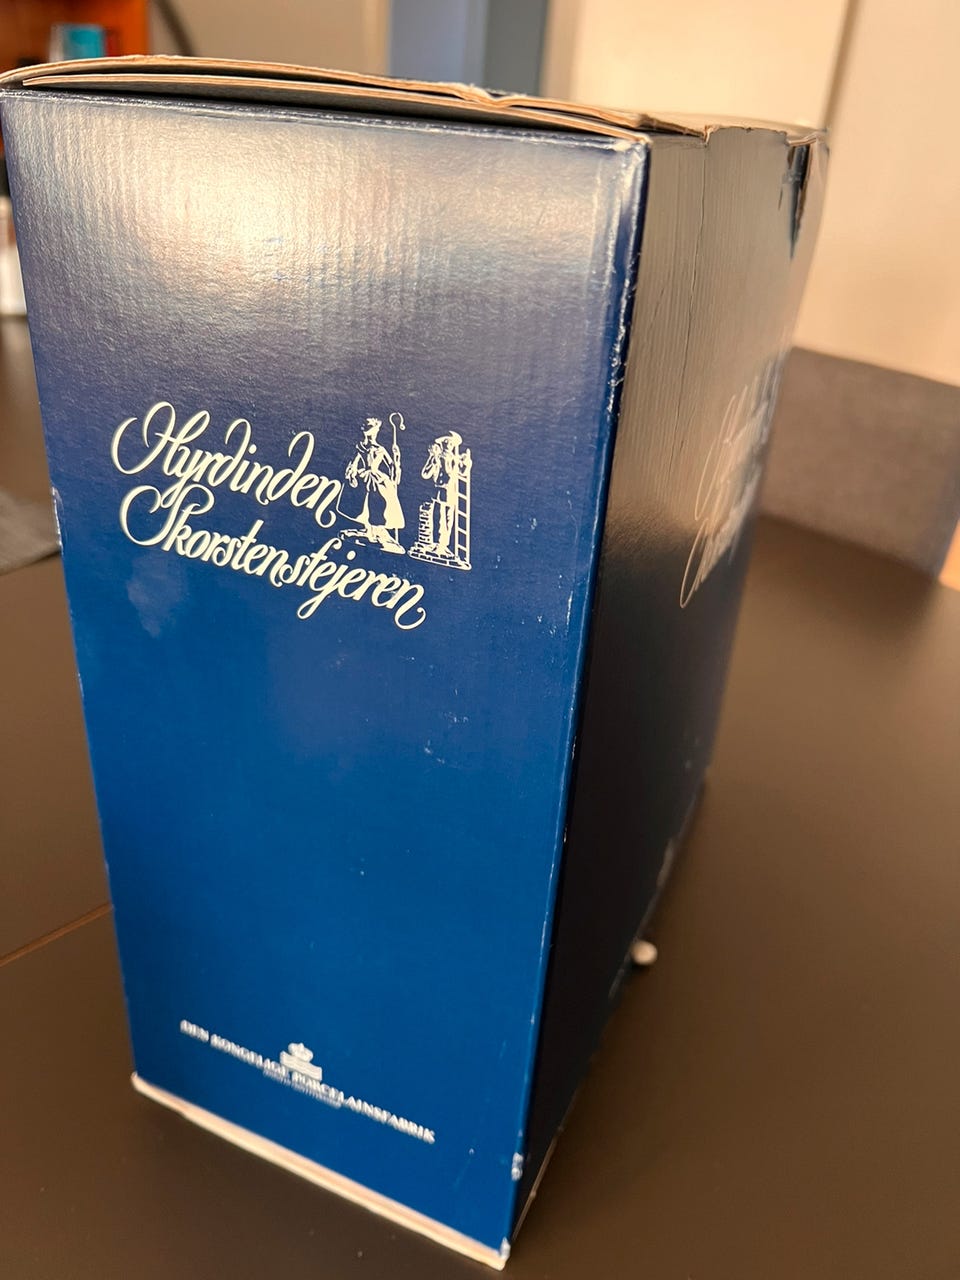 Hyrdinden
Skorstensfejeren
DEN KONGELIGE PORCELAINSFABRIK